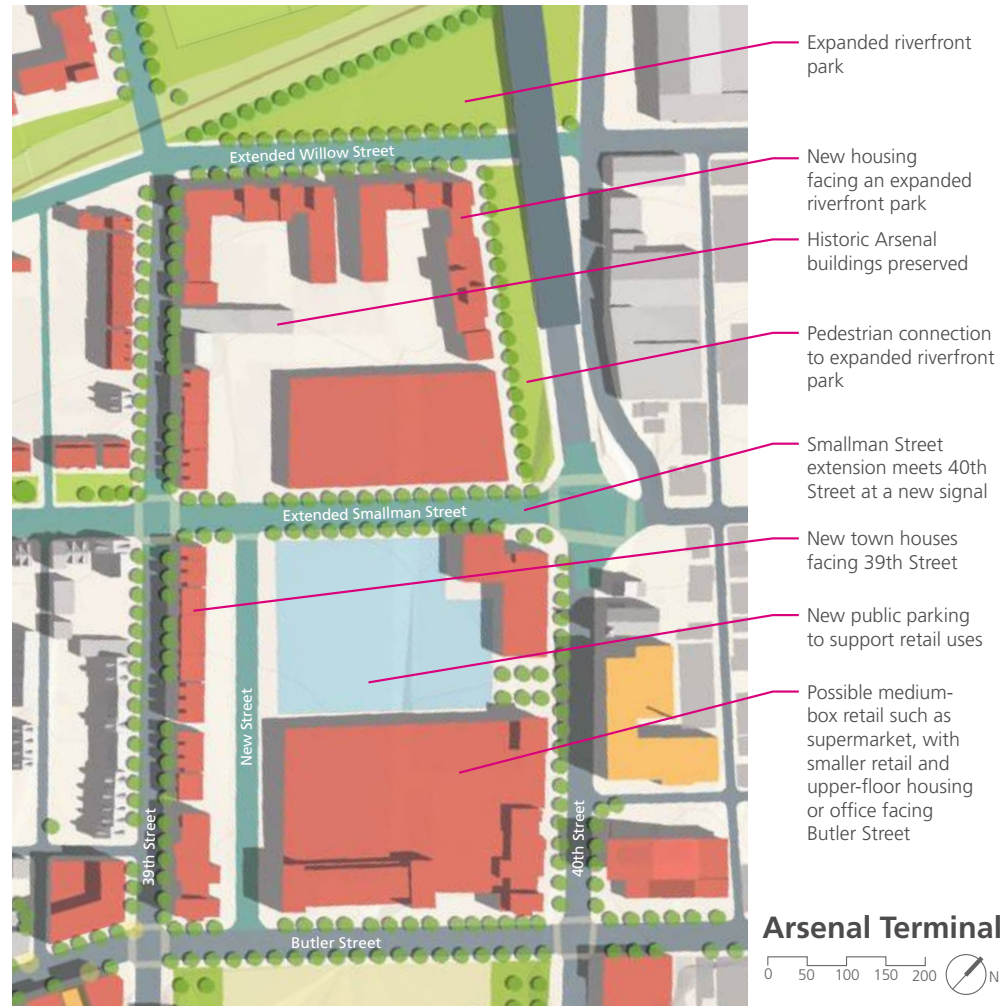 Expanded riverfront
park
New housing
facing an expanded
riverfront park
Historic Arsenal
buildings preserved
Pedestrian connection
to expanded riverfront
park
Smallman Street
extension meets 40th
Street at a new signal
New town houses
facing 39th Street
New public parking
to support retail uses
Possible medium-
box retail such as
supermarket, with
smaller retail and
upper-floor housing
or office facing
Butler Street
Extended Willow Street
Extended Smallman Street
New Street
39th Street
40th Street
Butler Street
Arsenal Terminal
0 50 100 150 200 N